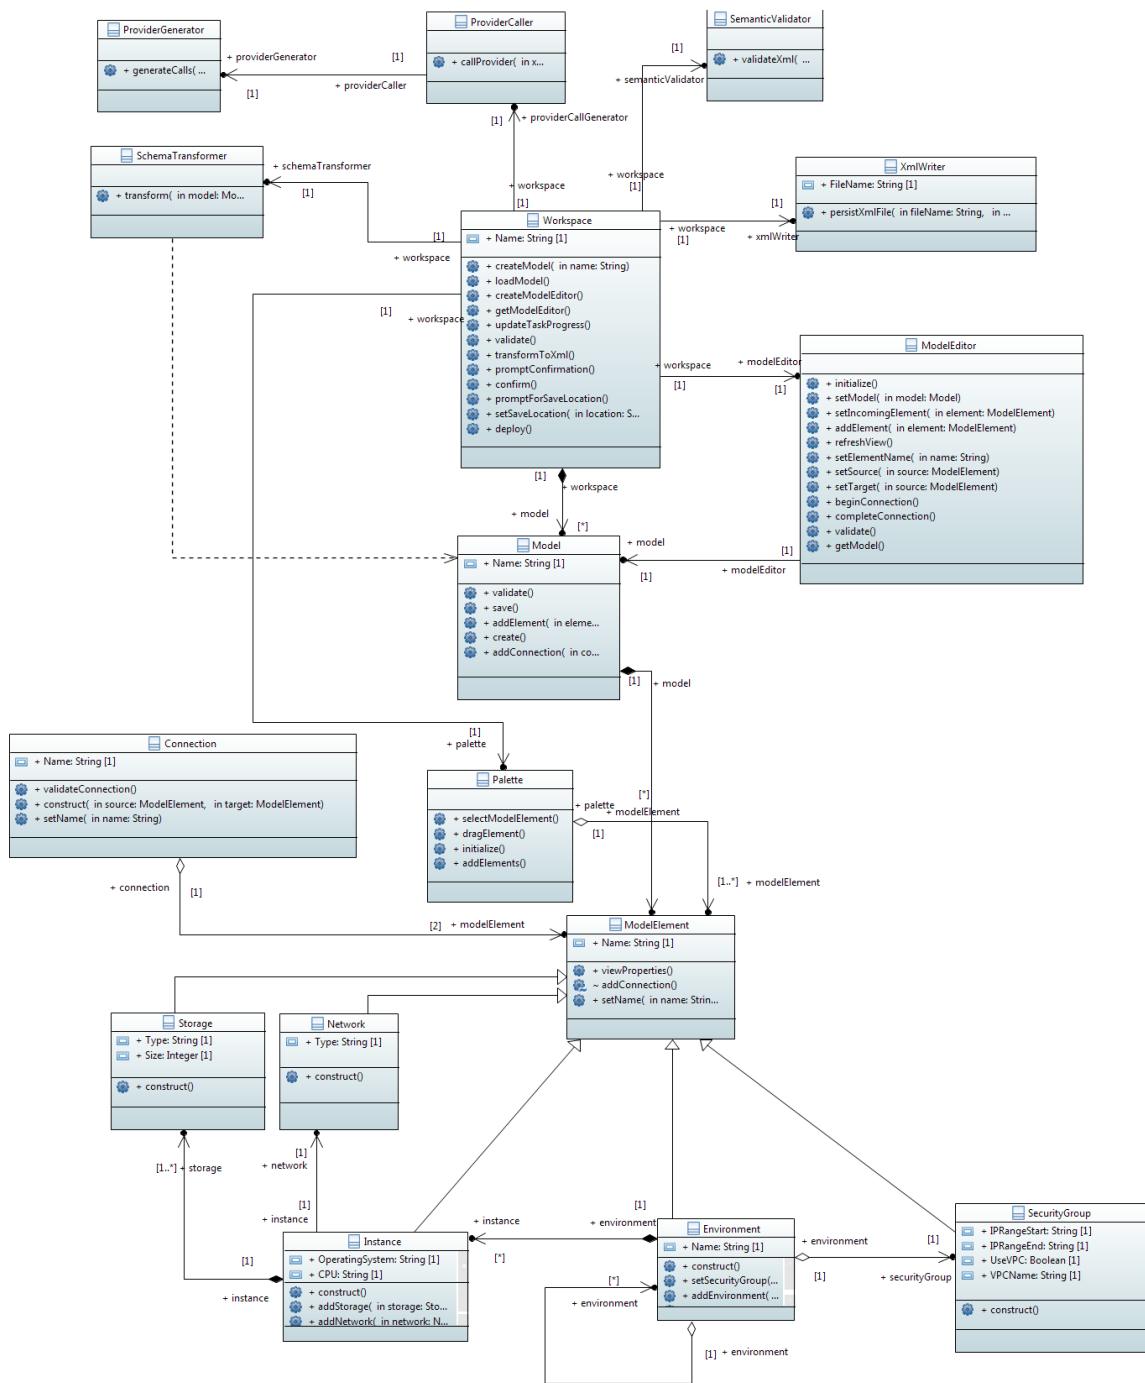 ProviderGenerator
+ generateCalls( ...
+ providerGenerator
[1]
[1]
+ providerCaller
ProviderCaller
+ callProvider( in x...
[1]
+ providerCallGenerator
SemanticValidator
+ validateXml( ...
[1]
+ semanticValidator
SchemaTransformer
+ transform( in model: Mo...
+ schemaTransformer
[1]
+ workspace
[1]
+ workspace
[1]
XmlWriter
+ FileName: String [1]
+ persistXmlFile( in fileName: String, in ...
[1]
+ xmlWriter
+ workspace
[1]
[1]
+ workspace
[1]
+ workspace
Workspace
+ Name: String [1]
+ createModel( in name: String)
+ loadModel()
+ createModelEditor()
+ getModelEditor()
+ updateTaskProgress()
+ validate()
+ transformToXml()
+ promptConfirmation()
+ confirm()
+ promptForSaveLocation()
+ setSaveLocation( in location: S...
+ deploy()
+ workspace
[1]
+ modelEditor
[1]
ModelEditor
+ initialize()
+ setModel( in model: Model)
+ setIncomingElement( in element: ModelElement)
+ addElement( in element: ModelElement)
+ refreshView()
+ setElementName( in name: String)
+ setSource( in source: ModelElement)
+ setTarget( in source: ModelElement)
+ beginConnection()
+ completeConnection()
+ validate()
+ getModel()
[1]
+ workspace
+ model
[*]
Model
+ Name: String [1]
+ validate()
+ save()
+ addElement( in eleme...
+ create()
+ addConnection( in co...
+ model
[1]
[1]
+ modelEditor
[1]
+ model
[1]
+ palette
Connection
+ Name: String [1]
+ validateConnection()
+ construct( in source: ModelElement, in target: ModelElement)
+ setName( in name: String)
Palette
+ selectModelElement()
+ dragElement()
+ initialize()
+ addElements()
[*]
+ palette
+ modelElement
[1]
[1..*] + modelElement
+ connection
[1]
[2] + modelElement
ModelElement
+ Name: String [1]
+ viewProperties()
~ addConnection()
+ setName( in name: Strin...
Storage
+ Type: String [1]
+ Size: Integer [1]
+ construct()
Network
+ Type: String [1]
+ construct()
[1..*] + storage
[1]
+ network
[1]
+ instance
[1]
+ instance
Instance
+ OperatingSystem: String [1]
+ CPU: String [1]
+ construct()
+ addStorage( in storage: Sto...
+ addNetwork( in network: N...
+ instance
[*]
[1]
+ environment
Environment
+ Name: String [1]
+ construct()
+ setSecurityGroup(...
+ addEnvironment( ...
[*]
+ environment
[1] + environment
+ environment
[1]
[1]
+ securityGroup
SecurityGroup
+ IPRangeStart: String [1]
+ IPRangeEnd: String [1]
+ UseVPC: Boolean [1]
+ VPCName: String [1]
+ construct()